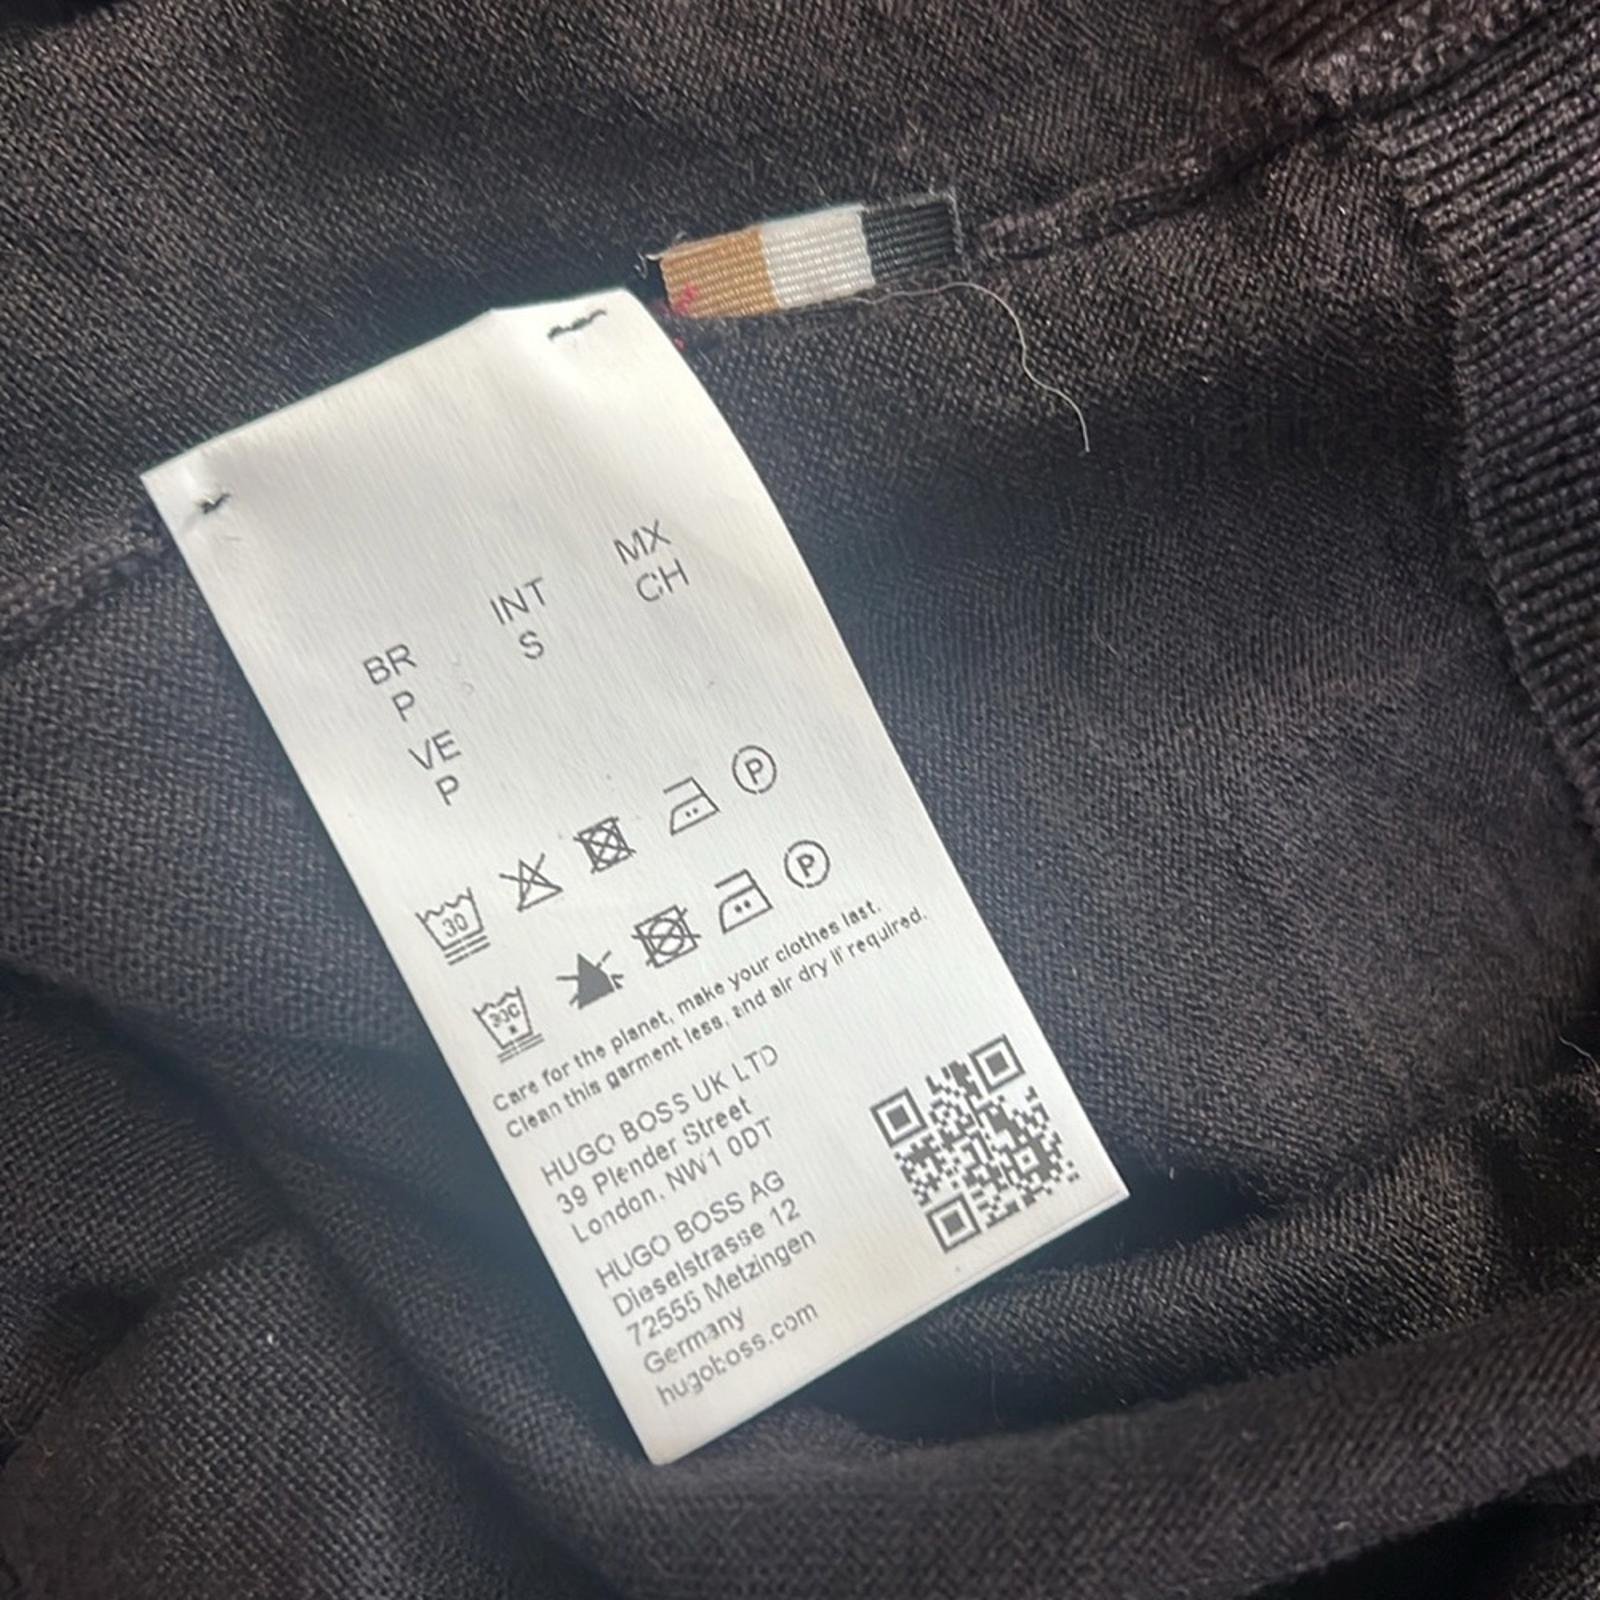 BR INT MX
P S CH
VE
P
30 P
30C P
Care for the planet, make your clothes last.
Clean this garment less, and air dry if required.
HUGO BOSS UK LTD
39 Plender Street
London, NW1 0DT
HUGO BOSS AG
Dieselstrasse 12
72555 Metzingen
Germany
hugoboss.com